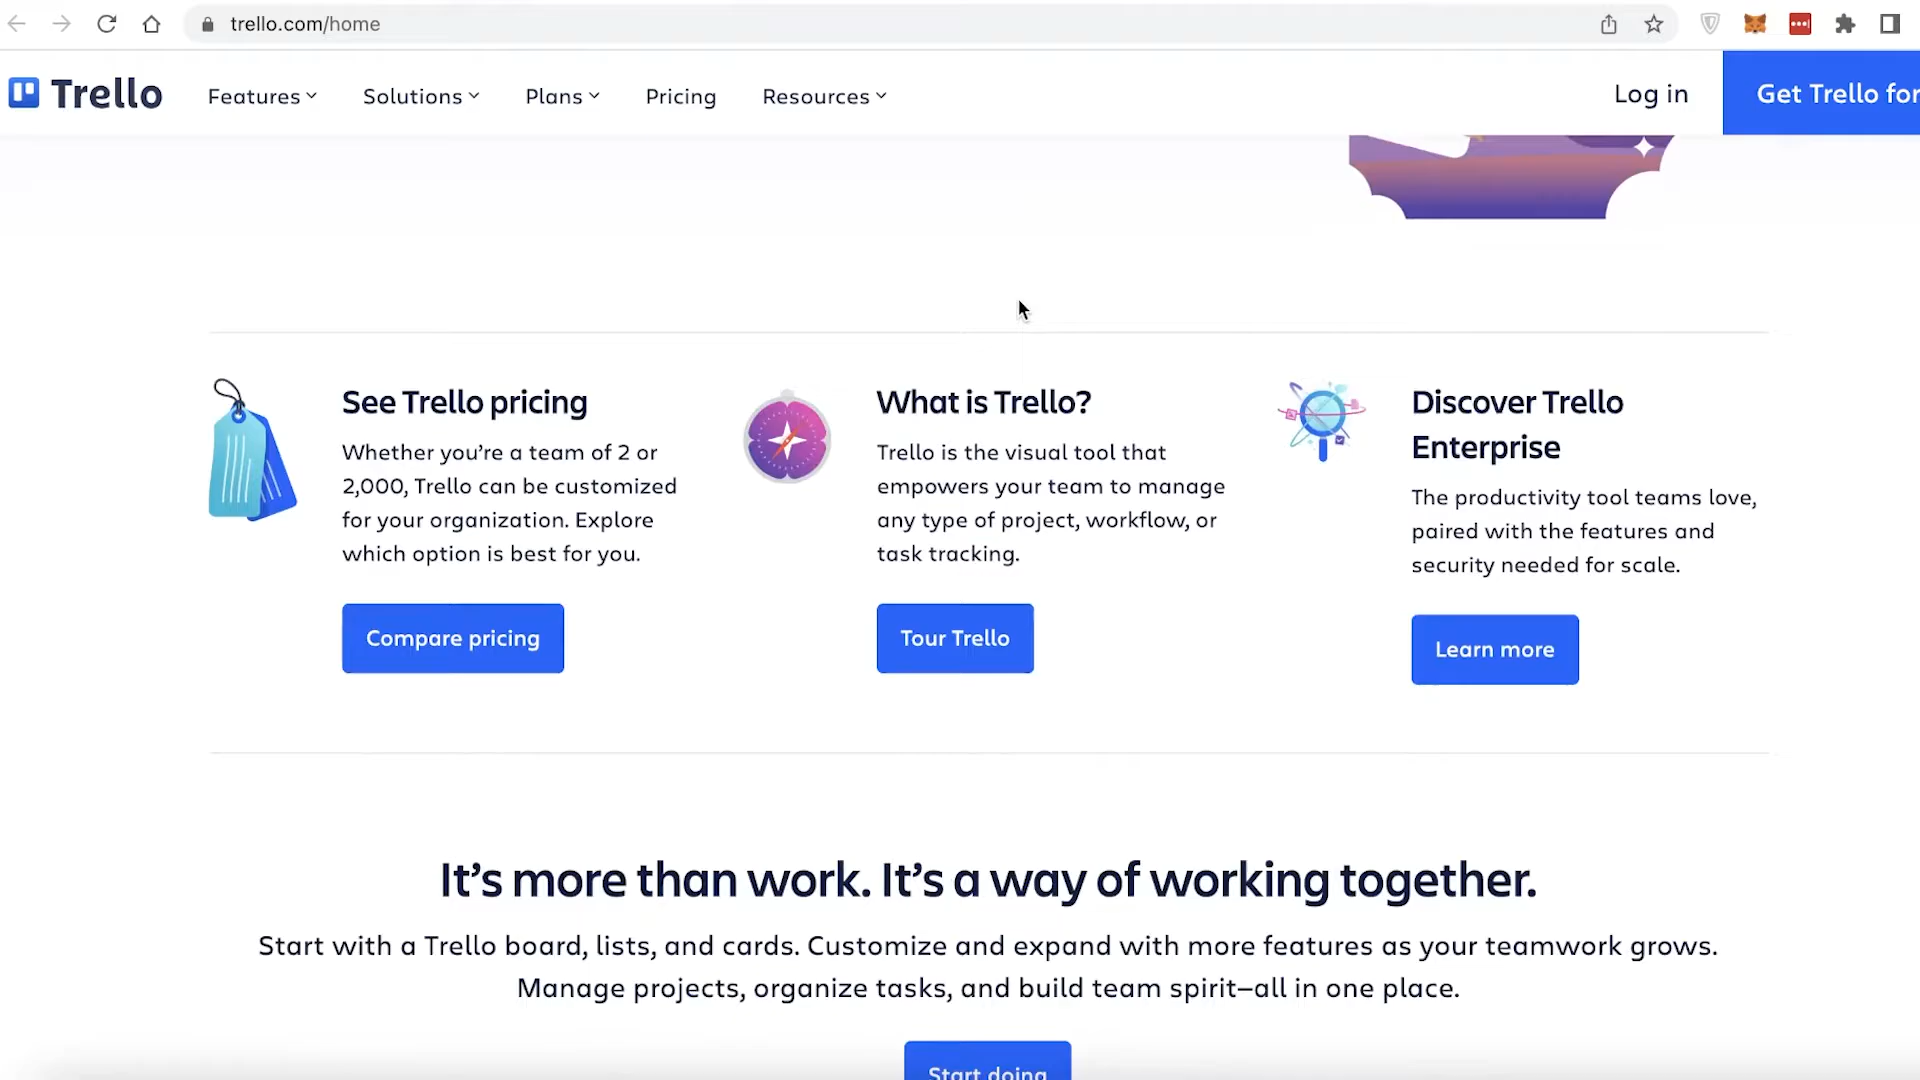 trello.com/home
Trello
Features
Solutions
Plans
Pricing
Resources
Log in
Get Trello for
See Trello pricing
Whether you're a team of 2 or
2,000, Trello can be customized
for your organization. Explore
which option is best for you.
Compare pricing
What is Trello?
Trello is the visual tool that
empowers your team to manage
any type of project, workflow, or
task tracking.
Tour Trello
Discover Trello
Enterprise
The productivity tool teams love,
paired with the features and
security needed for scale.
Learn more
It's more than work. It's a way of working together.
Start with a Trello board, lists, and cards. Customize and expand with more features as your teamwork grows.
Manage projects, organize tasks, and build team spirit—all in one place.
Start doing